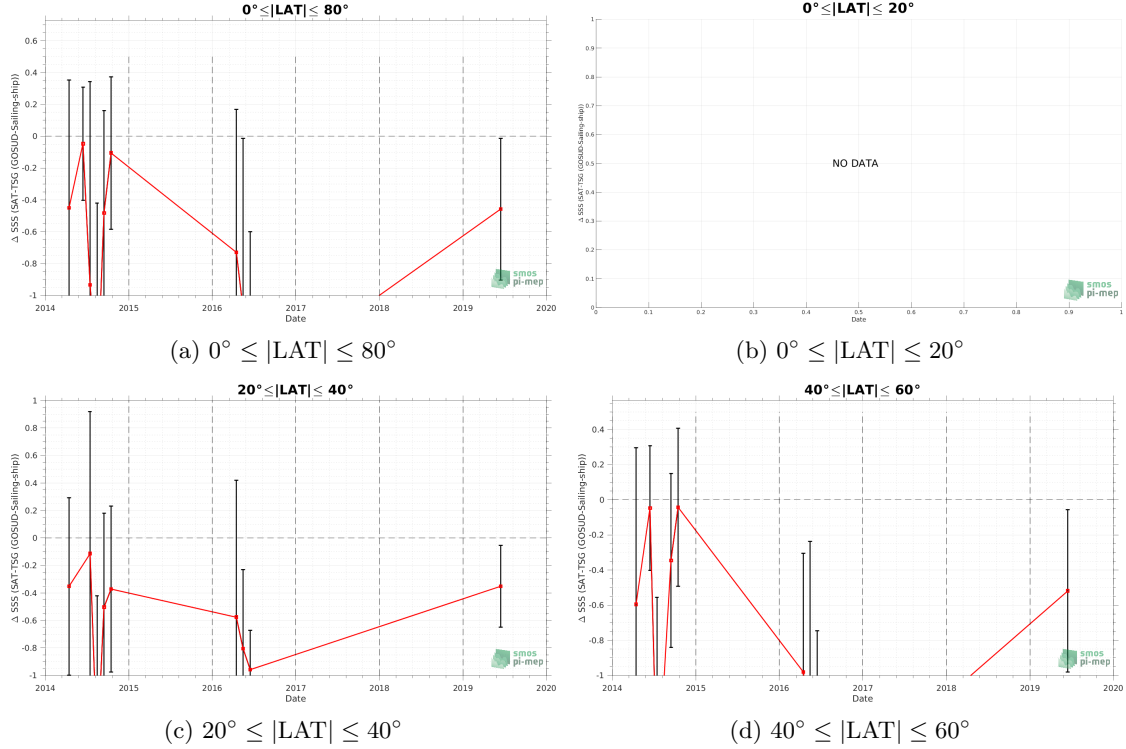 0°≤|LAT|≤ 80°
Δ SSS (SAT-TSG (GOSUD-Sailing-ship))
0.6
0.4
0.2
0
-0.2
-0.4
-0.6
-0.8
-1
2014 2015 2016 2017 2018 2019 2020
Date
smos
pi-mep
(a) 0° ≤ |LAT| ≤ 80°
0°≤|LAT|≤ 20°
Δ SSS (SAT-TSG (GOSUD-Sailing-ship))
1
0.9
0.8
0.7
0.6
0.5
0.4
0.3
0.2
0.1
0
NO DATA
0 0.1 0.2 0.3 0.4 0.5 0.6 0.7 0.8 0.9 1
Date
smos
pi-mep
(b) 0° ≤ |LAT| ≤ 20°
20°≤|LAT|≤ 40°
Δ SSS (SAT-TSG (GOSUD-Sailing-ship))
1
0.8
0.6
0.4
0.2
0
-0.2
-0.4
-0.6
-0.8
-1
2014 2015 2016 2017 2018 2019 2020
Date
smos
pi-mep
(c) 20° ≤ |LAT| ≤ 40°
40°≤|LAT|≤ 60°
Δ SSS (SAT-TSG (GOSUD-Sailing-ship))
0.4
0.2
0
-0.2
-0.4
-0.6
-0.8
-1
2014 2015 2016 2017 2018 2019 2020
Date
smos
pi-mep
(d) 40° ≤ |LAT| ≤ 60°